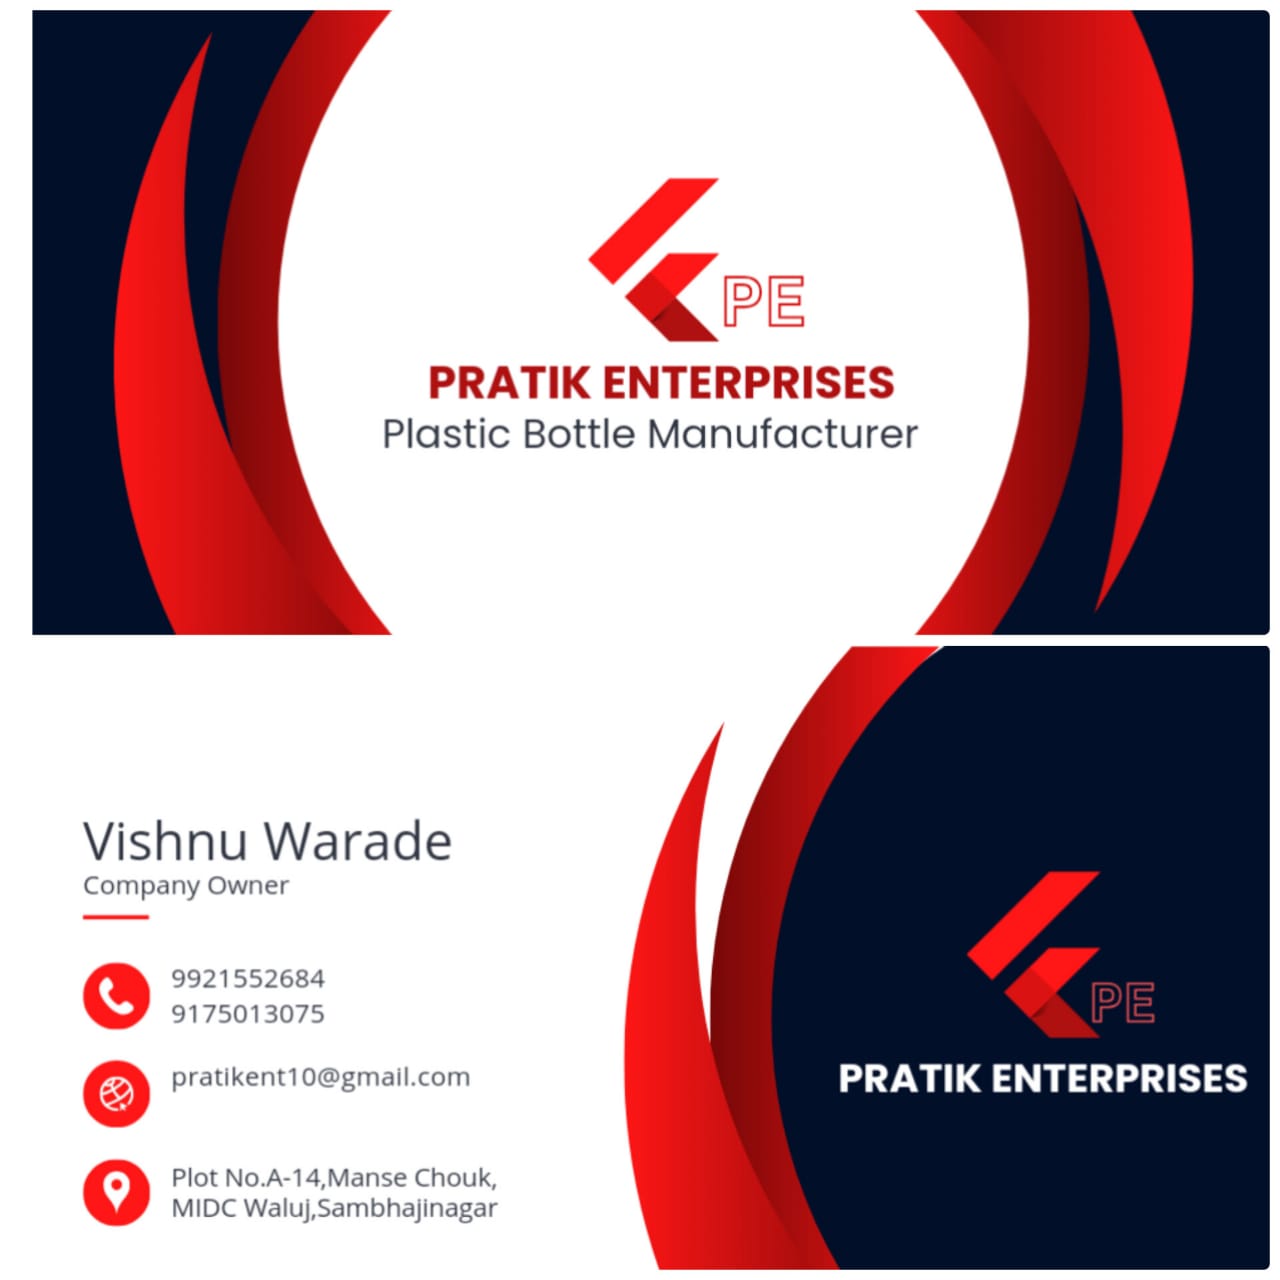 PE
PRATIK ENTERPRISES
Plastic Bottle Manufacturer
Vishnu Warade
Company Owner
9921552684
9175013075
pratikent10@gmail.com
Plot No.A-14,Manse Chouk,
MIDC Waluj,Sambhajinagar
PE
PRATIK ENTERPRISES